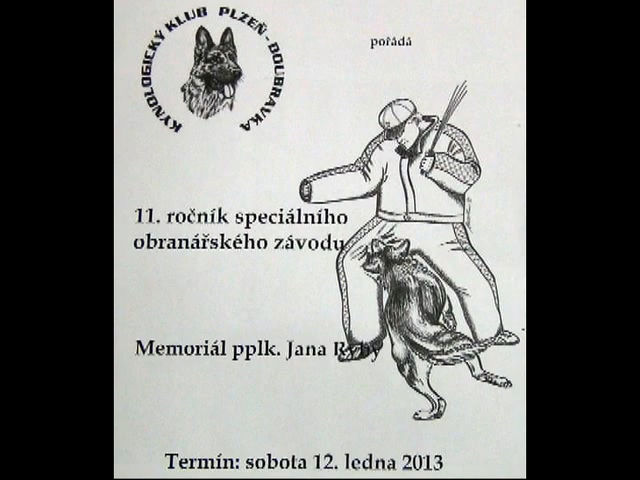 KYNOLOGICKÝ KLUB PLZEŇ - DOUBRAVKA
pořádá
11. ročník speciálního
obranářského závodu
Memoriál pplk. Jana Ryby
Termín: sobota 12. ledna 2013